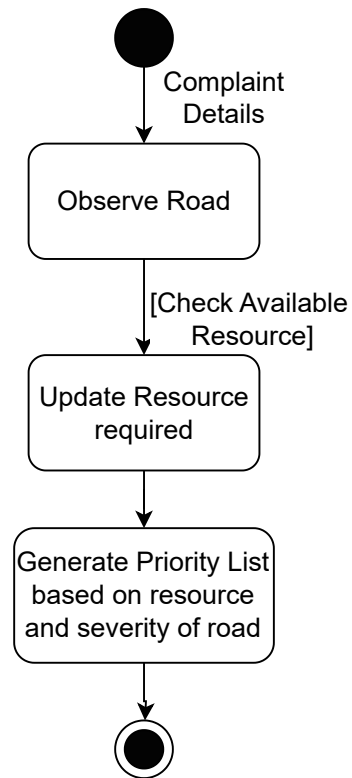 Complaint
Details
Observe Road
[Check Available
Resource]
Update Resource
required
Generate Priority List
based on resource
and severity of road